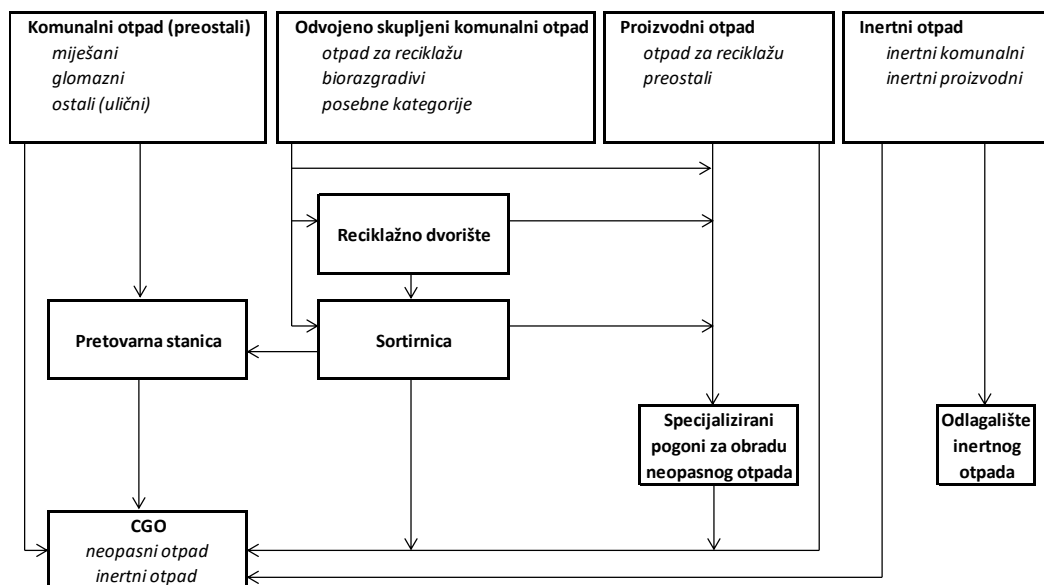 Komunalni otpad (preostali)
miješani
glomazni
ostali (ulični)
Odvojeno skupljeni komunalni otpad
otpad za reciklažu
biorazgradivi
posebne kategorije
Proizvodni otpad
otpad za reciklažu
preostali
Inertni otpad
inertni komunalni
inertni proizvodni
Reciklažno dvorište
Pretovarna stanica
Sortirnica
Specijalizirani
pogoni za obradu
neopasnog otpada
Odlagalište
inertnog
otpada
CGO
neopasni otpad
inertni otpad